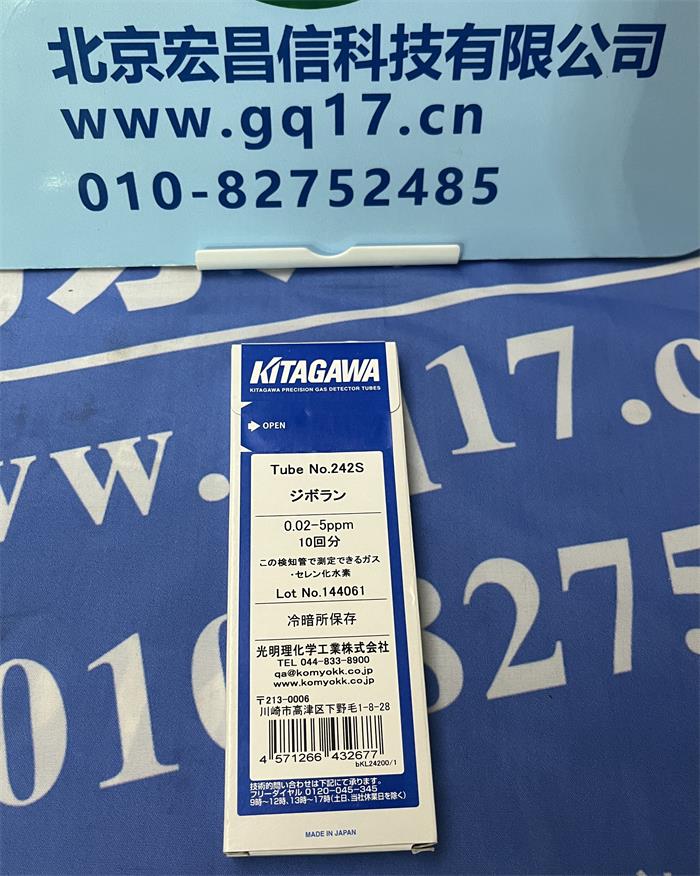 北京宏昌信科技有限公司
www.gq17.cn
010-82752485
KITAGAWA
KITAGAWA PRECISION GAS DETECTOR TUBES
OPEN
Tube No.242S
ジボラン
0.02-5ppm
10回分
この検知管で測定できるガス
・セレン化水素
Lot No.144061
冷暗所保存
光明理化学工業株式会社
TEL 044-833-8900
qa@komyokk.co.jp
www.komyokk.co.jp
〒213-0006
川崎市高津区下野毛1-8-28
4 571266 432677
bKL24200/1
技術的問い合わせは下記にて承ります。
フリーダイヤル 0120-045-345
9時~12時、13時~17時(土日、当社休業日を除く)
MADE IN JAPAN
w.gq17.c
010-8275